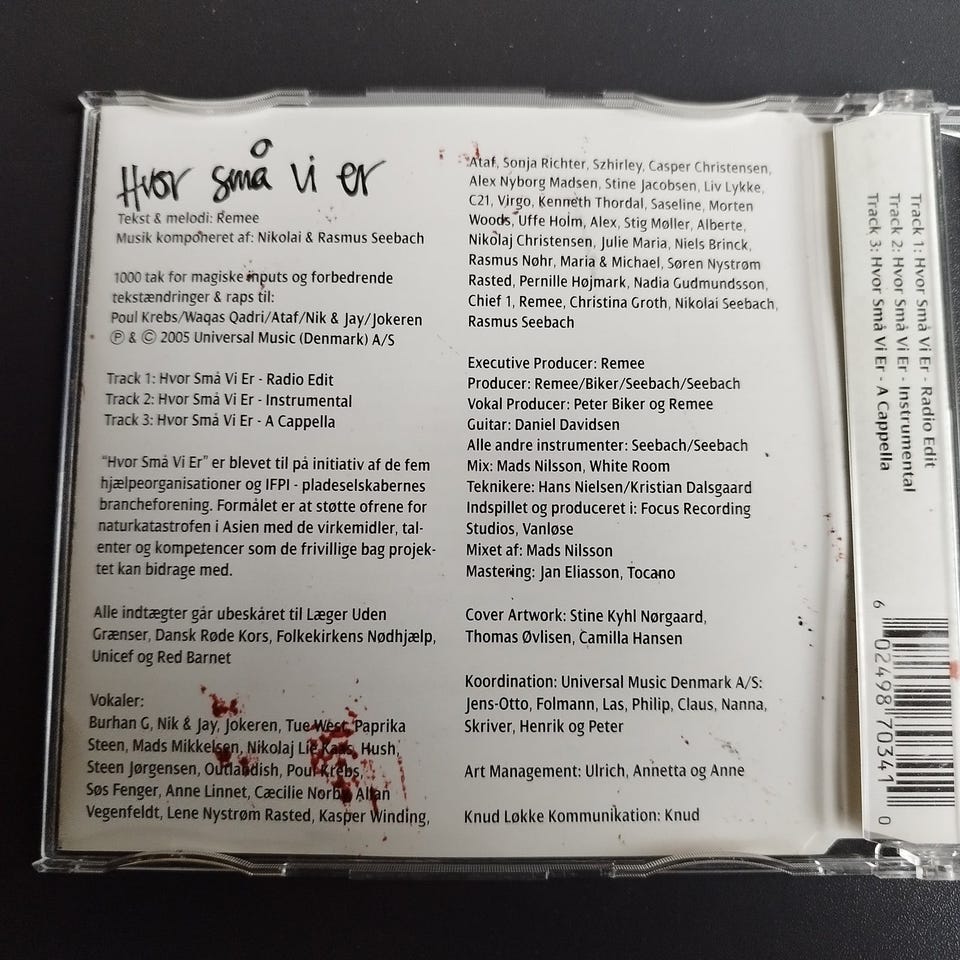 Hvor små vi er
Tekst & melodi: Remee
Musik komponeret af: Nikolai & Rasmus Seebach
1000 tak for magiske inputs og forbedrende
tekstændringer & raps til:
Poul Krebs/Waqas Qadri/Ataf/Nik & Jay/Jokeren
Ⓟ & © 2005 Universal Music (Denmark) A/S
Track 1: Hvor Små Vi Er - Radio Edit
Track 2: Hvor Små Vi Er - Instrumental
Track 3: Hvor Små Vi Er - A Cappella
"Hvor Små Vi Er" er blevet til på initiativ af de fem
hjælpeorganisationer og IFPI - pladeselskabernes
brancheforening. Formålet er at støtte ofrene for
naturkatastrofen i Asien med de virkemidler, tal-
enter og kompetencer som de frivillige bag projek-
tet kan bidrage med.
Alle indtægter går ubeskåret til Læger Uden
Grænser, Dansk Røde Kors, Folkekirkens Nødhjælp,
Unicef og Red Barnet
Vokaler:
Burhan G, Nik & Jay, Jokeren, Tue West, Paprika
Steen, Mads Mikkelsen, Nikolaj Lie Kaas, Hush,
Steen Jørgensen, Outlandish, Poul Krebs,
Søs Fenger, Anne Linnet, Cæcilie Norby, Allan
Vegenfeldt, Lene Nystrøm Rasted, Kasper Winding,
Ataf, Sonja Richter, Szhirley, Casper Christensen,
Alex Nyborg Madsen, Stine Jacobsen, Liv Lykke,
C21, Virgo, Kenneth Thordal, Saseline, Morten
Woods, Uffe Holm, Alex, Stig Møller, Alberte,
Nikolaj Christensen, Julie Maria, Niels Brinck,
Rasmus Nøhr, Maria & Michael, Søren Nystrøm
Rasted, Pernille Højmark, Nadia Gudmundsson,
Chief 1, Remee, Christina Groth, Nikolai Seebach,
Rasmus Seebach
Executive Producer: Remee
Producer: Remee/Biker/Seebach/Seebach
Vokal Producer: Peter Biker og Remee
Guitar: Daniel Davidsen
Alle andre instrumenter: Seebach/Seebach
Mix: Mads Nilsson, White Room
Teknikere: Hans Nielsen/Kristian Dalsgaard
Indspillet og produceret i: Focus Recording
Studios, Vanløse
Mixet af: Mads Nilsson
Mastering: Jan Eliasson, Tocano
Cover Artwork: Stine Kyhl Nørgaard,
Thomas Øvlisen, Camilla Hansen
Koordination: Universal Music Denmark A/S:
Jens-Otto, Folmann, Las, Philip, Claus, Nanna,
Skriver, Henrik og Peter
Art Management: Ulrich, Annetta og Anne
Knud Løkke Kommunikation: Knud
Track 1: Hvor Små Vi Er - Radio Edit
Track 2: Hvor Små Vi Er - Instrumental
Track 3: Hvor Små Vi Er - A Cappella
6 02498 70341 0